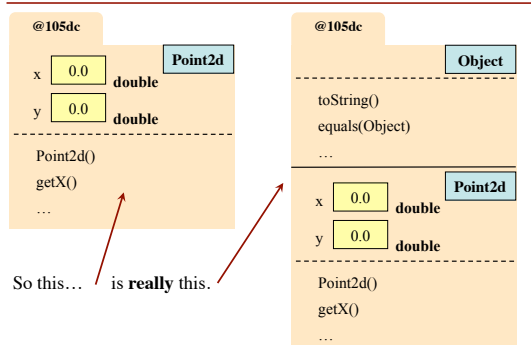 @105dc
Point2d
x 0.0 double
y 0.0 double
Point2d()
getX()
…
So this… is really this.
@105dc
Object
toString()
equals(Object)
…
Point2d
x 0.0 double
y 0.0 double
Point2d()
getX()
…